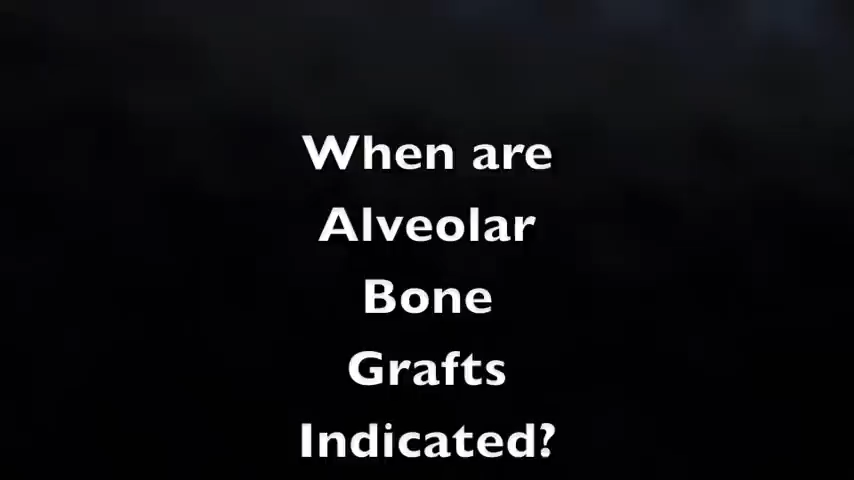 When are
Alveolar
Bone
Grafts
Indicated?